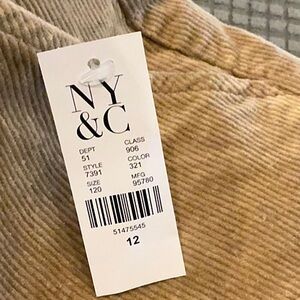 NY
&C
DEPT CLASS
51 906
STYLE COLOR
7391 321
SIZE MFG
120 95780
51475545
12